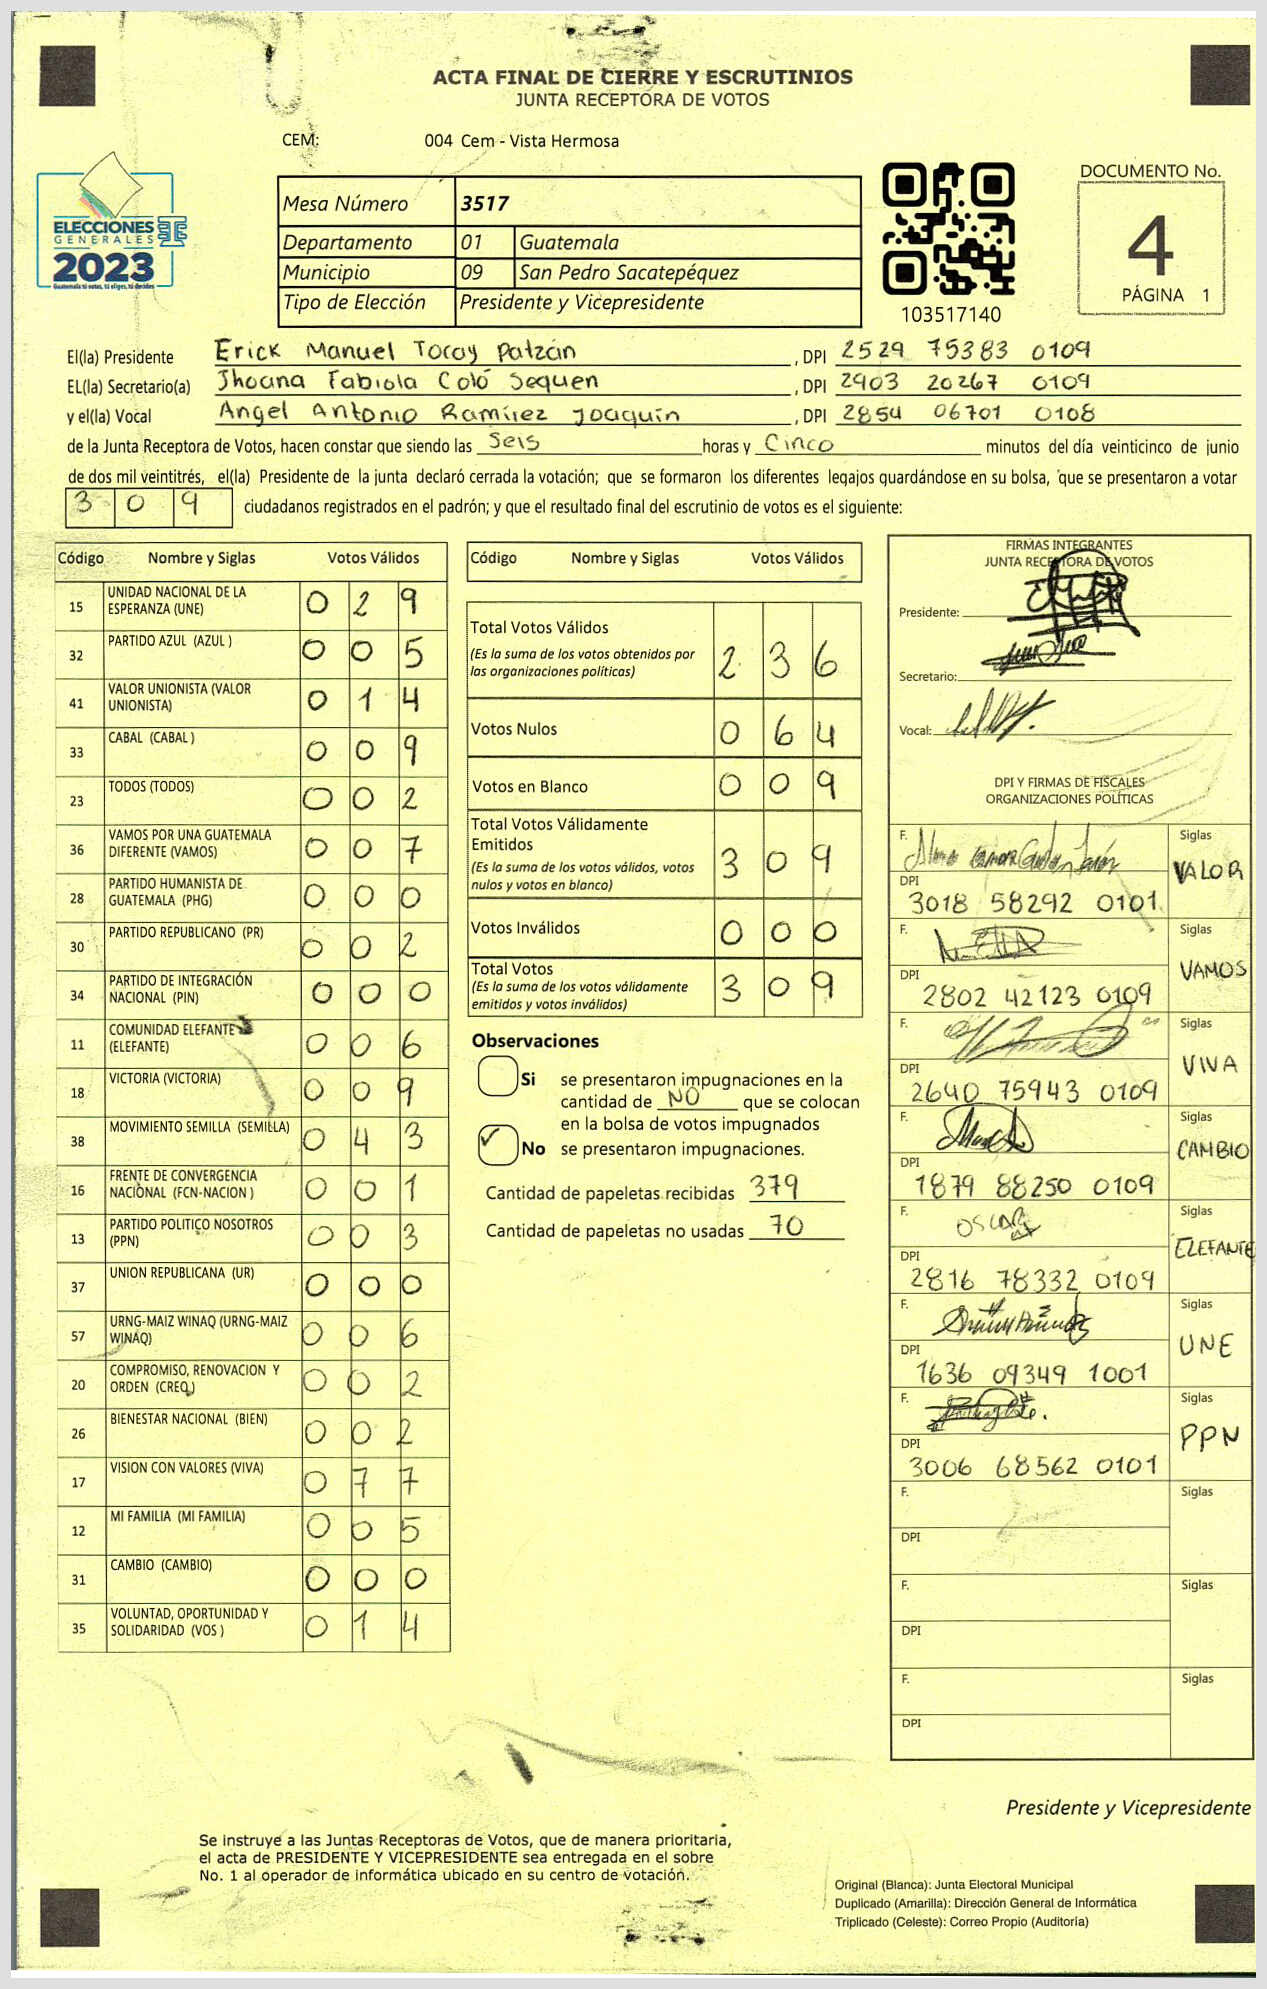 ACTA FINAL DE CIERRE Y ESCRUTINIOS
JUNTA RECEPTORA DE VOTOS
CEM: 004 Cem - Vista Hermosa
ELECCIONES
GENERALES
2023
Guatemala tú votas, tú eliges, tú decides
Mesa Número 3517
Departamento 01 Guatemala
Municipio 09 San Pedro Sacatepéquez
Tipo de Elección Presidente y Vicepresidente
103517140
DOCUMENTO No.
4
PÁGINA 1
El(la) Presidente Erick Manuel Tocay Patzán , DPI 2529 75383 0109
EL(la) Secretario(a) Jhoana Fabiola Coló Sequen , DPI 2903 20267 0109
y el(la) Vocal Angel Antonio Ramírez Joaquín , DPI 2854 06701 0108
de la Junta Receptora de Votos, hacen constar que siendo las Seis horas y Cinco minutos del día veinticinco de junio
de dos mil veintitrés, el(la) Presidente de la junta declaró cerrada la votación; que se formaron los diferentes legajos quardándose en su bolsa, que se presentaron a votar
309 ciudadanos registrados en el padrón; y que el resultado final del escrutinio de votos es el siguiente:
Código Nombre y Siglas Votos Válidos
15 UNIDAD NACIONAL DE LA ESPERANZA (UNE) 0 2 9
32 PARTIDO AZUL (AZUL ) 0 0 5
41 VALOR UNIONISTA (VALOR UNIONISTA) 0 1 4
33 CABAL (CABAL ) 0 0 9
23 TODOS (TODOS) 0 0 2
36 VAMOS POR UNA GUATEMALA DIFERENTE (VAMOS) 0 0 7
28 PARTIDO HUMANISTA DE GUATEMALA (PHG) 0 0 0
30 PARTIDO REPUBLICANO (PR) 0 0 2
34 PARTIDO DE INTEGRACIÓN NACIONAL (PIN) 0 0 0
11 COMUNIDAD ELEFANTE (ELEFANTE) 0 0 6
18 VICTORIA (VICTORIA) 0 0 9
38 MOVIMIENTO SEMILLA (SEMILLA) 0 4 3
16 FRENTE DE CONVERGENCIA NACIONAL (FCN-NACION ) 0 0 1
13 PARTIDO POLITICO NOSOTROS (PPN) 0 0 3
37 UNION REPUBLICANA (UR) 0 0 0
57 URNG-MAIZ WINAQ (URNG-MAIZ WINAQ) 0 0 6
20 COMPROMISO, RENOVACION Y ORDEN (CREO) 0 0 2
26 BIENESTAR NACIONAL (BIEN) 0 0 2
17 VISION CON VALORES (VIVA) 0 7 7
12 MI FAMILIA (MI FAMILIA) 0 0 5
31 CAMBIO (CAMBIO) 0 0 0
35 VOLUNTAD, OPORTUNIDAD Y SOLIDARIDAD (VOS ) 0 1 4
Código Nombre y Siglas Votos Válidos
Total Votos Válidos 2 3 6
(Es la suma de los votos obtenidos por
las organizaciones politicas)
Votos Nulos 0 6 4
Votos en Blanco 0 0 9
Total Votos Válidamente
Emitidos 3 0 9
(Es la suma de los votos válidos, votos
nulos y votos en blanco)
Votos Inválidos 0 0 0
Total Votos 3 0 9
(Es la suma de los votos válidamente
emitidos y votos inválidos)
Observaciones
Si se presentaron impugnaciones en la
cantidad de NO que se colocan
en la bolsa de votos impugnados
No se presentaron impugnaciones.
Cantidad de papeletas recibidas 379
Cantidad de papeletas no usadas 70
FIRMAS INTEGRANTES
JUNTA RECEPTORA DE VOTOS
Presidente:
Secretario:
Vocal:
DPI Y FIRMAS DE FISCALES
ORGANIZACIONES POLÍTICAS
F. Siglas VALOR
DPI 3018 58292 0101
F. Siglas VAMOS
DPI 2802 42123 0109
F. Siglas VIVA
DPI 2640 75943 0109
F. Siglas CAMBIO
DPI 1879 88250 0109
F. OSCAR Siglas ELEFANTE
DPI 2816 78332 0109
F. Siglas UNE
DPI 1636 09349 1001
F. Siglas PPN
DPI 3006 68562 0101
F. Siglas
DPI
F. Siglas
DPI
F. Siglas
DPI
Presidente y Vicepresidente
Se instruye a las Juntas Receptoras de Votos, que de manera prioritaria,
el acta de PRESIDENTE Y VICEPRESIDENTE sea entregada en el sobre
No. 1 al operador de informática ubicado en su centro de votación.
Original (Blanca): Junta Electoral Municipal
Duplicado (Amarilla): Dirección General de Informática
Triplicado (Celeste): Correo Propio (Auditoría)